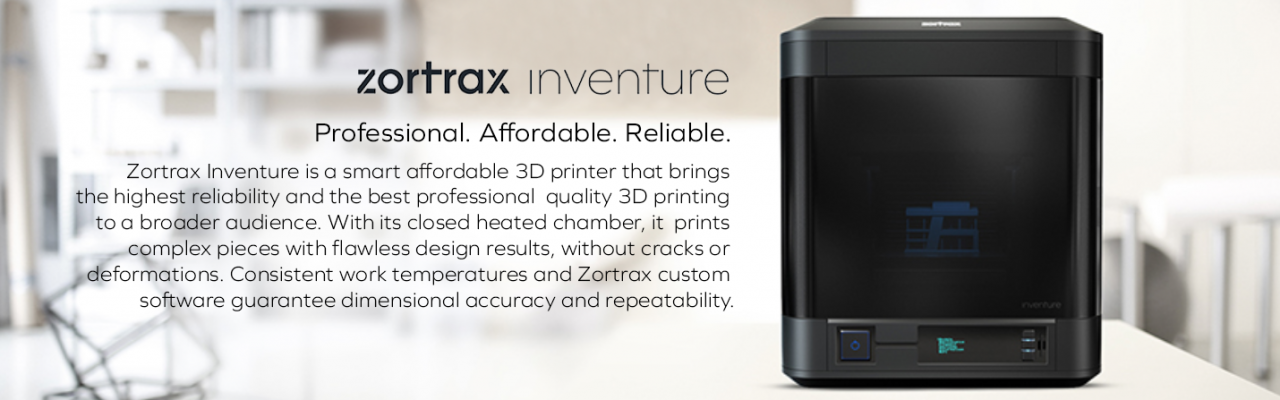 zortrax
zortrax inventure
Professional. Affordable. Reliable.
Zortrax Inventure is a smart affordable 3D printer that brings
the highest reliability and the best professional quality 3D printing
to a broader audience. With its closed heated chamber, it prints
complex pieces with flawless design results, without cracks or
deformations. Consistent work temperatures and Zortrax custom
software guarantee dimensional accuracy and repeatability.
inventure